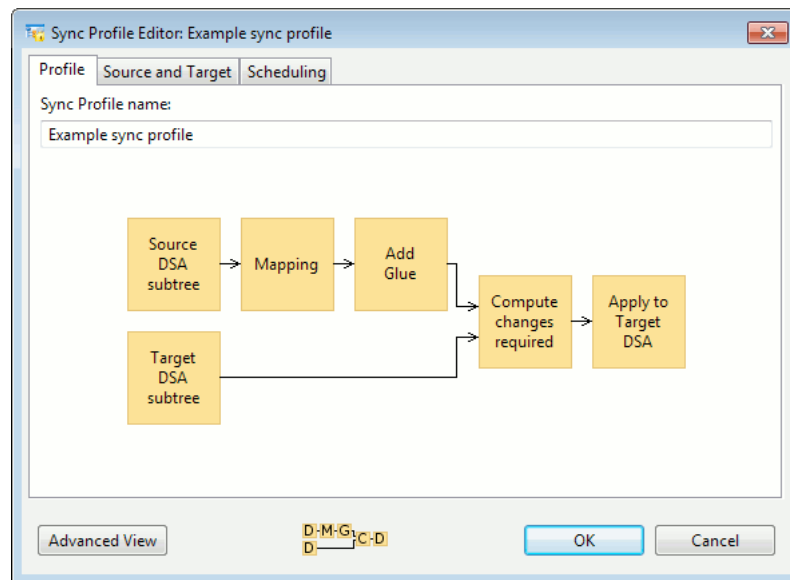 Sync Profile Editor: Example sync profile
Profile
Source and Target
Scheduling
Sync Profile name:
Example sync profile
Source
DSA
subtree
Mapping
Add
Glue
Compute
changes
required
Apply to
Target
DSA
Target
DSA
subtree
Advanced View
D-M-G
D
C-D
OK
Cancel